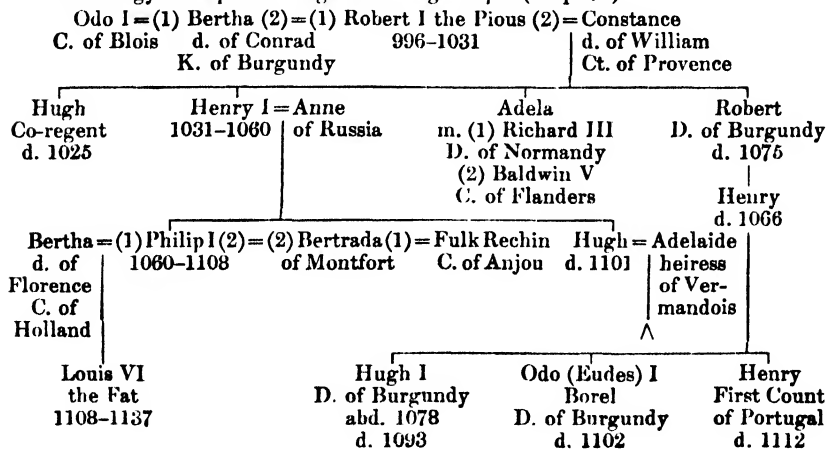 Odo I = (1) Bertha (2) = (1) Robert I the Pious (2) = Constance
C. of Blois d. of Conrad 996–1031 d. of William
K. of Burgundy Ct. of Provence
Hugh Henry I = Anne Adela Robert
Co-regent 1031–1060 of Russia m. (1) Richard III D. of Burgundy
d. 1025 D. of Normandy d. 1075
(2) Baldwin V
C. of Flanders Henry
d. 1066
Bertha = (1) Philip I (2) = (2) Bertrada (1) = Fulk Rechin Hugh = Adelaide
d. of 1060–1108 of Montfort C. of Anjou d. 1101 heiress
Florence of Ver-
C. of mandois
Holland
Louis VI Hugh I Odo (Eudes) I Henry
the Fat D. of Burgundy Borel First Count
1108–1137 abd. 1078 D. of Burgundy of Portugal
d. 1093 d. 1102 d. 1112